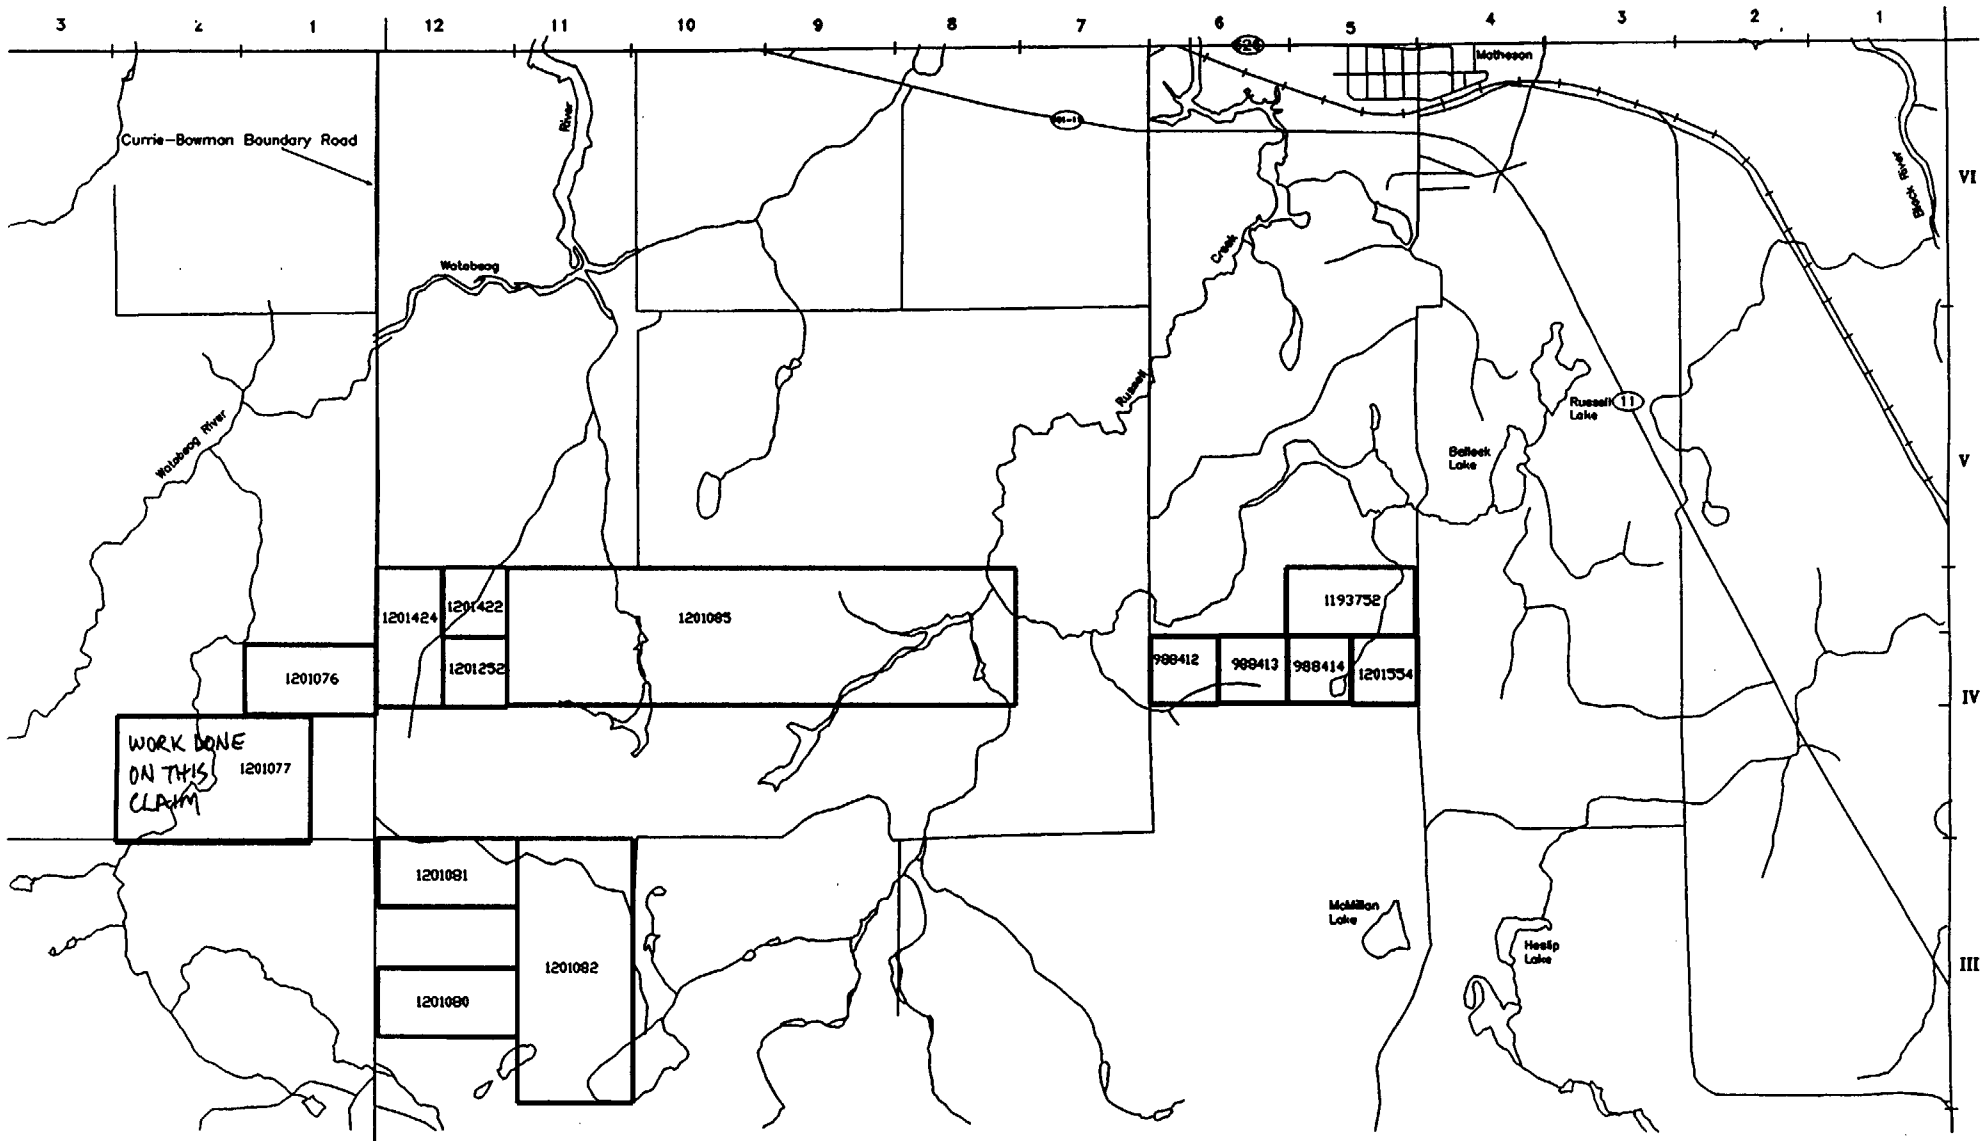 3 2 1 12 11 10 9 8 7 6 5 4 3 2 1
626
Matheson
River
Currie-Bowman Boundary Road
VI
Black River
Creek
Watabeag
Russell
Russell
Lake
11
Watabeag River
Balleek
Lake
V
1201424
1201422
1201085
1193752
1201252
988412
988413
988414
1201554
1201076
IV
WORK DONE
ON THIS
CLAIM
1201077
1201081
McMillan
Lake
Heslip
Lake
1201082
III
1201080